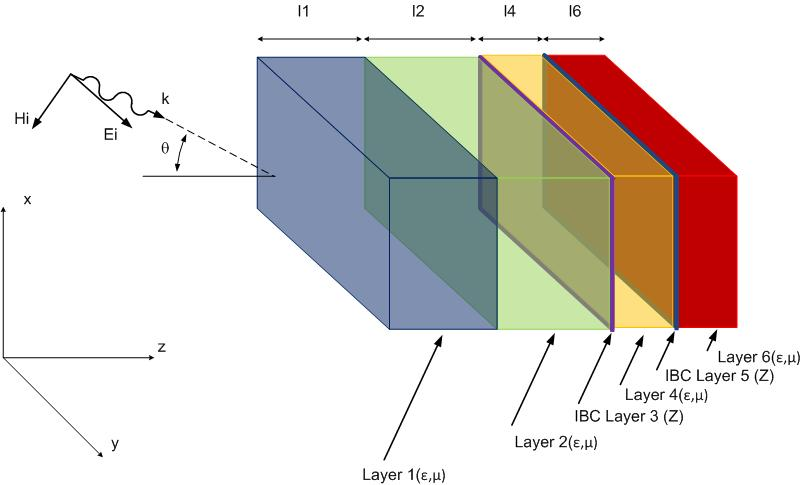 l1 l2 l4 l6
k
Hi
Ei
θ
x
z
y
Layer 6(ε,μ)
IBC Layer 5 (Z)
Layer 4(ε,μ)
IBC Layer 3 (Z)
Layer 2(ε,μ)
Layer 1(ε,μ)